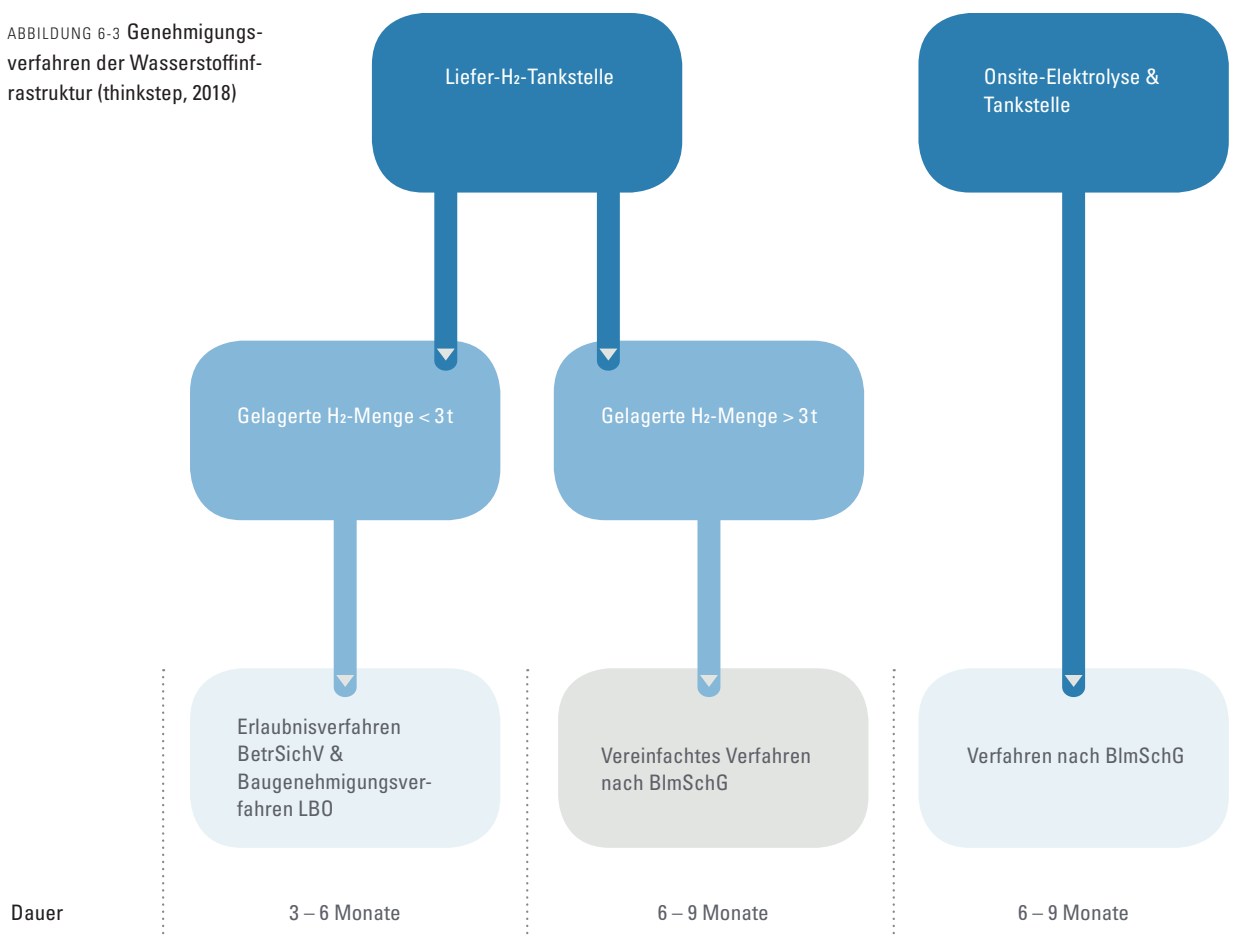 ABBILDUNG 6-3 Genehmigungs-
verfahren der Wasserstoffinf-
rastruktur (thinkstep, 2018)
Liefer-H₂-Tankstelle
Onsite-Elektrolyse &
Tankstelle
Gelagerte H₂-Menge < 3 t
Gelagerte H₂-Menge > 3 t
Erlaubnisverfahren
BetrSichV &
Baugenehmigungsver-
fahren LBO
Vereinfachtes Verfahren
nach BImSchG
Verfahren nach BImSchG
Dauer
3 – 6 Monate
6 – 9 Monate
6 – 9 Monate